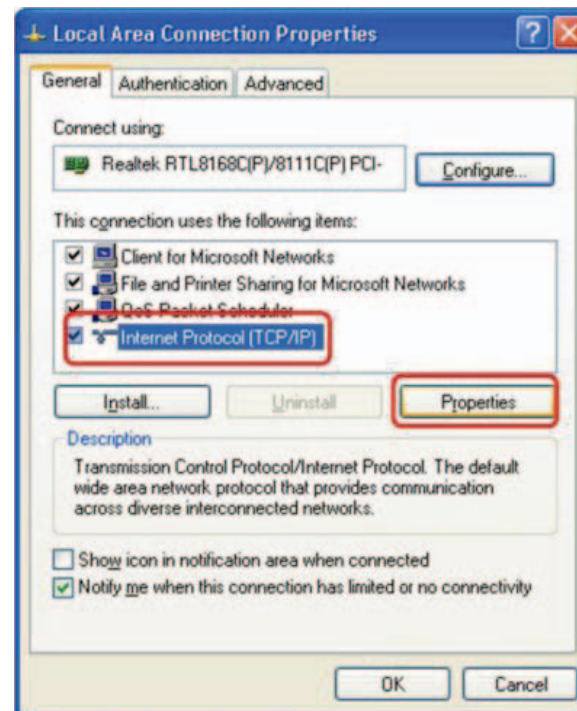 Local Area Connection Properties
General Authentication Advanced
Connect using:
Realtek RTL8168C(P)/8111C(P) PCI-
Configure...
This connection uses the following items:
Client for Microsoft Networks
File and Printer Sharing for Microsoft Networks
QoS Packet Scheduler
Internet Protocol (TCP/IP)
Install... Uninstall Properties
Description
Transmission Control Protocol/Internet Protocol. The default
wide area network protocol that provides communication
across diverse interconnected networks.
Show icon in notification area when connected
Notify me when this connection has limited or no connectivity
OK Cancel